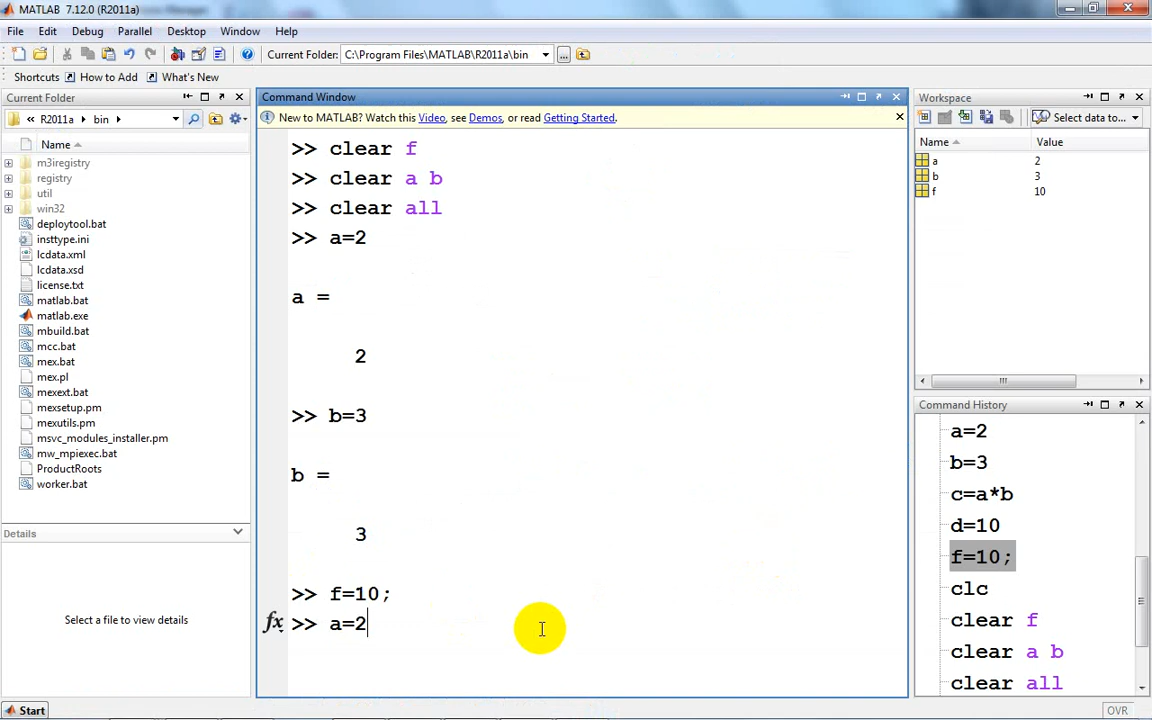 MATLAB 7.12.0 (R2011a)
File Edit Debug Parallel Desktop Window Help
Current Folder: C:\Program Files\MATLAB\R2011a\bin ...
Shortcuts How to Add What's New
Current Folder
« R2011a ▸ bin ▸
Name
m3iregistry
registry
util
win32
deploytool.bat
insttype.ini
lcdata.xml
lcdata.xsd
license.txt
matlab.bat
matlab.exe
mbuild.bat
mcc.bat
mex.bat
mex.pl
mexext.bat
mexsetup.pm
mexutils.pm
msvc_modules_installer.pm
mw_mpiexec.bat
ProductRoots
worker.bat
Details
Select a file to view details
Start
Command Window
New to MATLAB? Watch this Video, see Demos, or read Getting Started.
>> clear f
>> clear a b
>> clear all
>> a=2
a =
2
>> b=3
b =
3
>> f=10;
fx >> a=2
Workspace
Select data to...
Name Value
a 2
b 3
f 10
Command History
a=2
b=3
c=a*b
d=10
f=10;
clc
clear f
clear a b
clear all
OVR